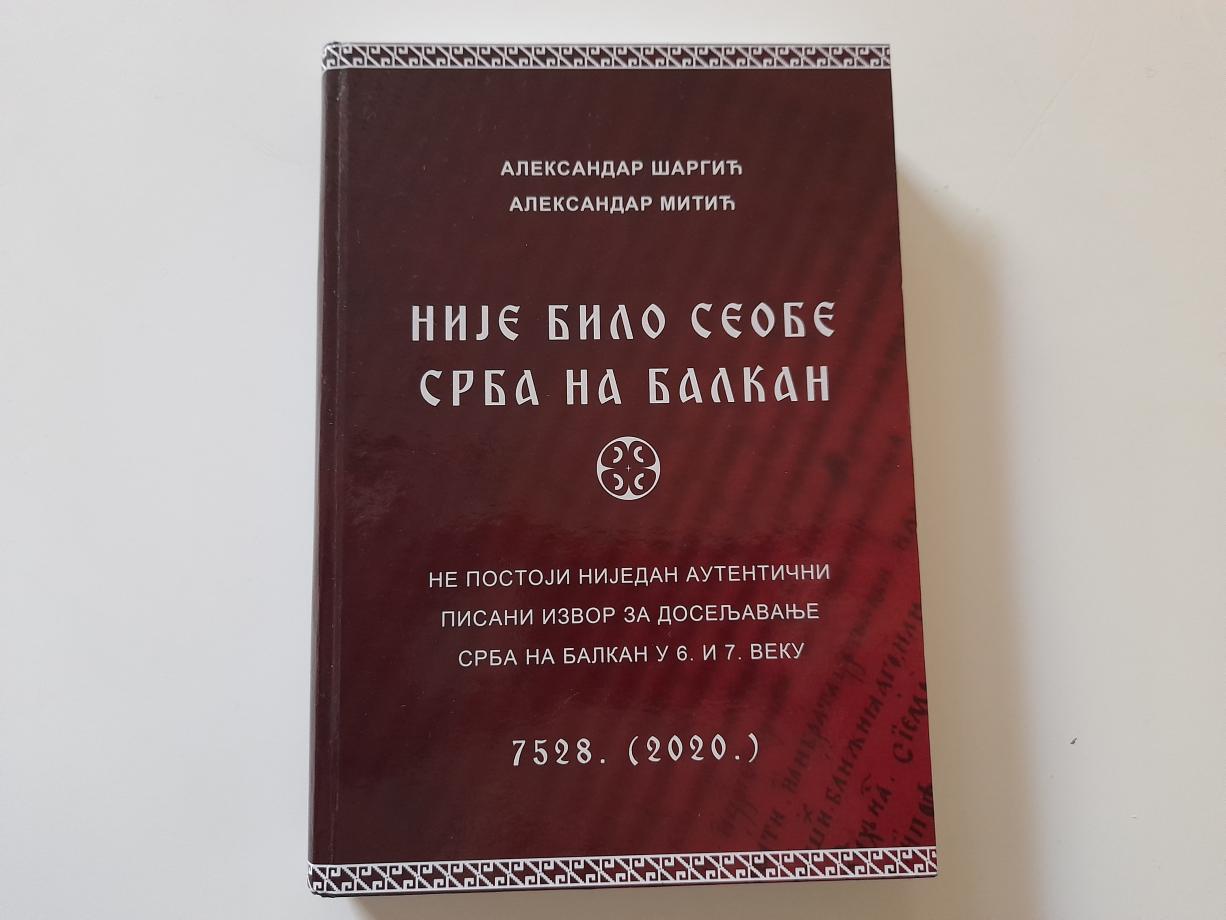 АЛЕКСАНДАР ШАРГИЋ
АЛЕКСАНДАР МИТИЋ
НИЈЕ БИЛО СЕОБЕ
СРБА НА БАЛКАН
НЕ ПОСТОЈИ НИЈЕДАН АУТЕНТИЧНИ
ПИСАНИ ИЗВОР ЗА ДОСЕЉАВАЊЕ
СРБА НА БАЛКАН У 6. И 7. ВЕКУ
7528. (2020.)